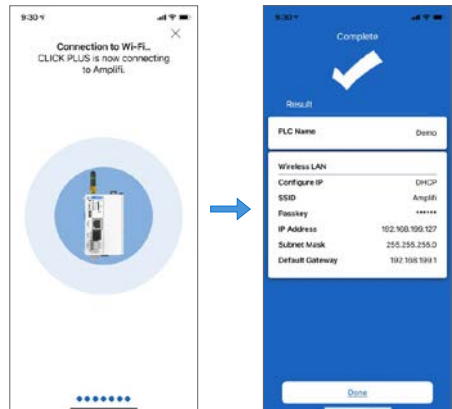 9:30
Connection to Wi-Fi...
CLICK PLUS is now connecting
to Amplifi.
9:30
Complete
Result
PLC Name Demo
Wireless LAN
Configure IP DHCP
SSID Amplifi
Passkey ••••••
IP Address 192.168.199.127
Subnet Mask 255.255.255.0
Default Gateway 192.168.199.1
Done